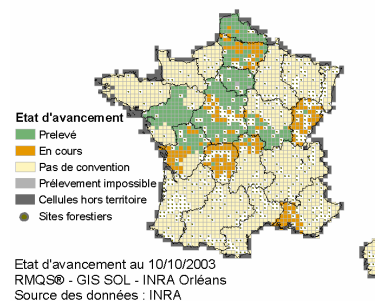 Etat d'avancement
Prelevé
En cours
Pas de convention
Prélevement impossible
Cellules hors territoire
Sites forestiers
Etat d'avancement au 10/10/2003
RMQS® - GIS SOL - INRA Orléans
Source des données : INRA